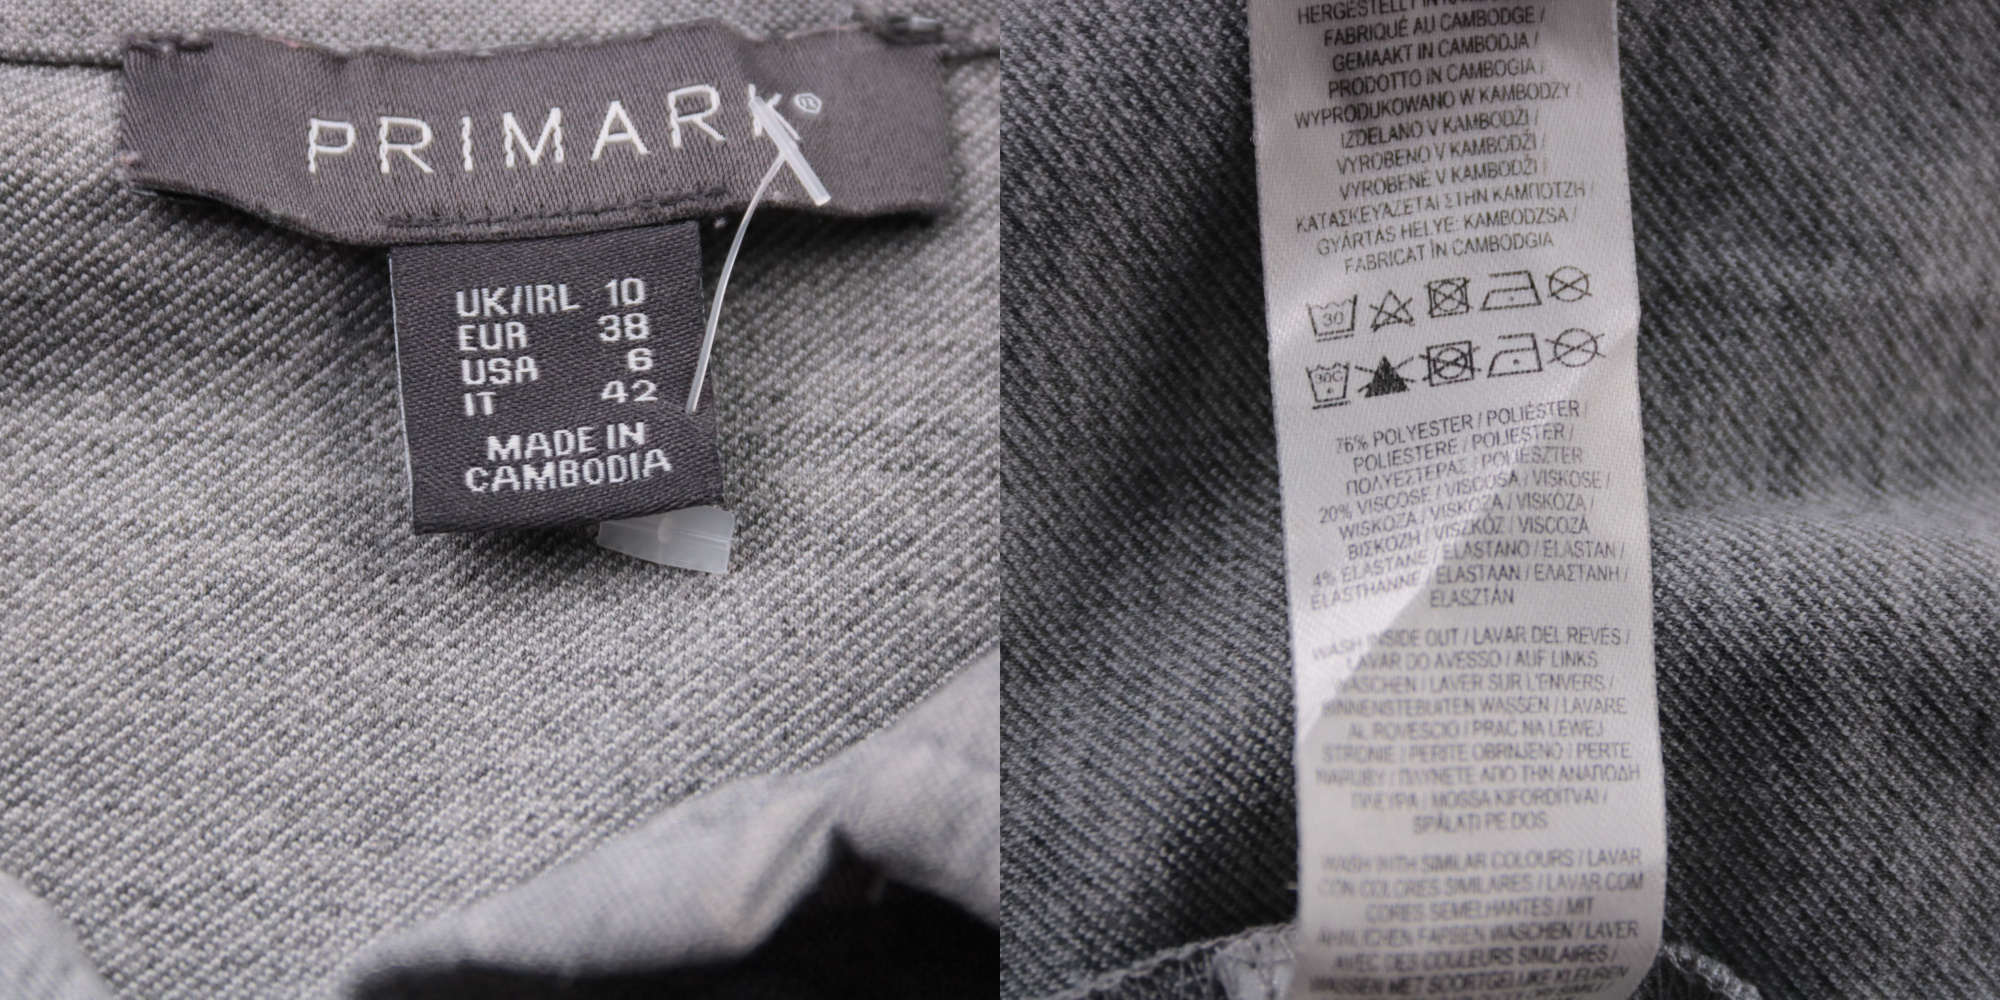 PRIMARK®
UK/IRL 10
EUR 38
USA 6
IT 42
MADE IN
CAMBODIA
HERGESTELLT IN
FABRIQUÉ AU CAMBODGE /
GEMAAKT IN CAMBODJA /
PRODOTTO IN CAMBOGIA /
WYPRODUKOWANO W KAMBODŻY /
IZDELANO V KAMBODŽI /
VYROBENO V KAMBODŽI /
VYROBENÉ V KAMBODŽI /
ΚΑΤΑΣΚΕΥΑΖΕΤΑΙ ΣΤΗΝ ΚΑΜΠΟΤΖΗ /
GYÁRTÁS HELYE: KAMBODZSA /
FABRICAT ÎN CAMBODGIA
30
30C
76% POLYESTER / POLIÉSTER /
POLIESTERE / POLIESTER /
ΠΟΛΥΕΣΤΕΡΑΣ / POLIÉSZTER
20% VISCOSE / VISCOSA / VISKOSE /
WISKOZA / VISKOZA / VISKÓZA /
ΒΙΣΚΟΖΗ / VISZKÓZ / VISCOZĂ
4% ELASTANE / ELASTANO / ELASTAN /
ÉLASTHANNE / ELASTAAN / ΕΛΑΣΤΑΝΗ /
ELASZTÁN
WASH INSIDE OUT / LAVAR DEL REVÉS /
LAVAR DO AVESSO / AUF LINKS
WASCHEN / LAVER SUR L'ENVERS /
BINNENSTEBUITEN WASSEN / LAVARE
AL ROVESCIO / PRAĆ NA LEWEJ
STRONIE / PERITE OBRNJENO / PERTE
NARUBY / ΠΛΥΝΕΤΕ ΑΠΟ ΤΗΝ ΑΝΑΠΟΔΗ
ΠΛΕΥΡΑ / MOSSA KIFORDÍTVA! /
SPĂLAȚI PE DOS
WASH WITH SIMILAR COLOURS / LAVAR
CON COLORES SIMILARES / LAVAR COM
CORES SEMELHANTES / MIT
ÄHNLICHEN FARBEN WASCHEN / LAVER
AVEC DES COULEURS SIMILAIRES /
WASSEN MET SOORTGELIJKE KLEUREN